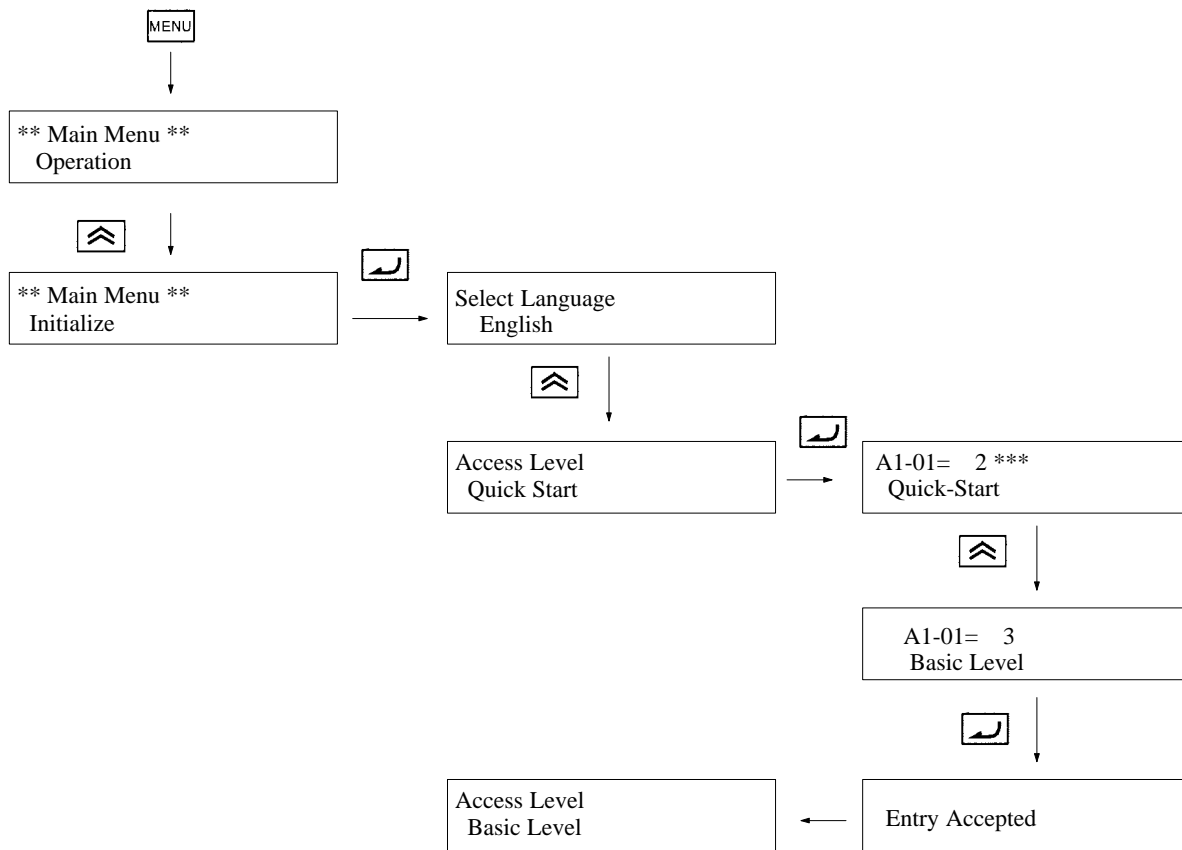 MENU
** Main Menu **
Operation
** Main Menu **
Initialize
Select Language
English
Access Level
Quick Start
A1-01= 2 ***
Quick-Start
A1-01= 3
Basic Level
Entry Accepted
Access Level
Basic Level